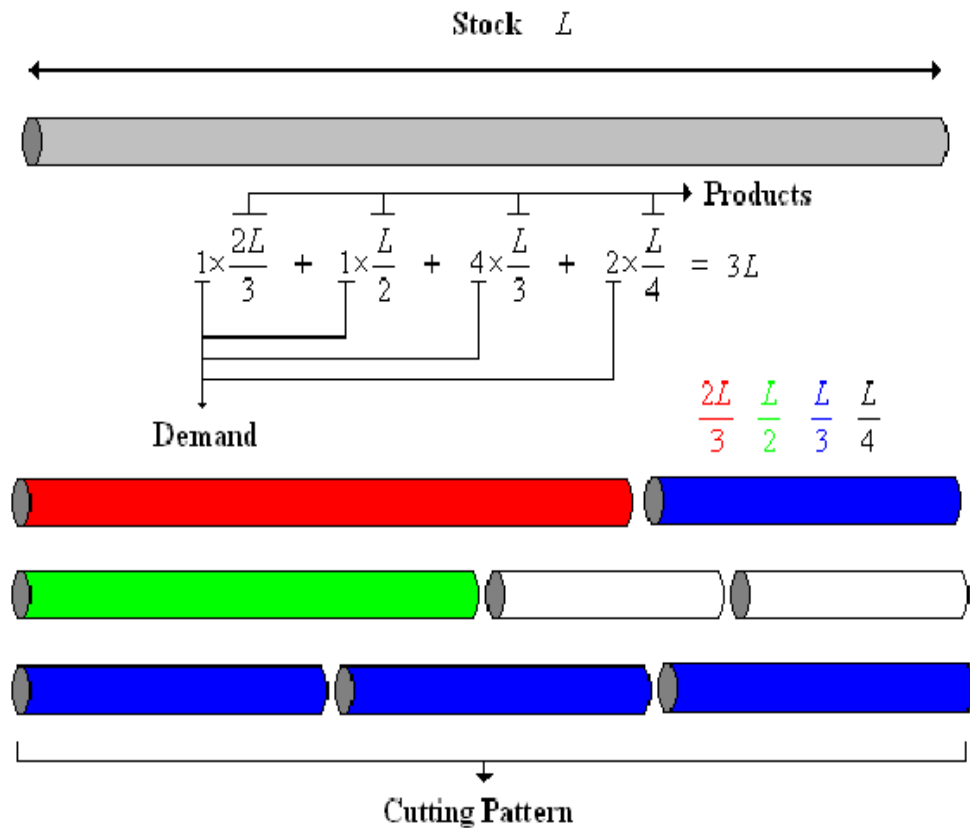 Stock L
Products
1 × 2L/3 + 1 × L/2 + 4 × L/3 + 2 × L/4 = 3L
Demand
2L/3 L/2 L/3 L/4
Cutting Pattern